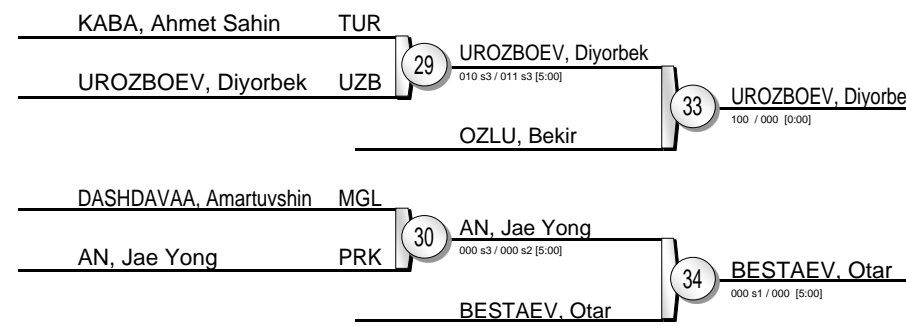 KABA, Ahmet Sahin TUR
UROZBOEV, Diyorbek UZB
29
UROZBOEV, Diyorbek
010 s3 / 011 s3 [5:00]
OZLU, Bekir
33
UROZBOEV, Diyorbe
100 / 000 [0:00]
DASHDAVAA, Amartuvshin MGL
AN, Jae Yong PRK
30
AN, Jae Yong
000 s3 / 000 s2 [5:00]
BESTAEV, Otar
34
BESTAEV, Otar
000 s1 / 000 [5:00]